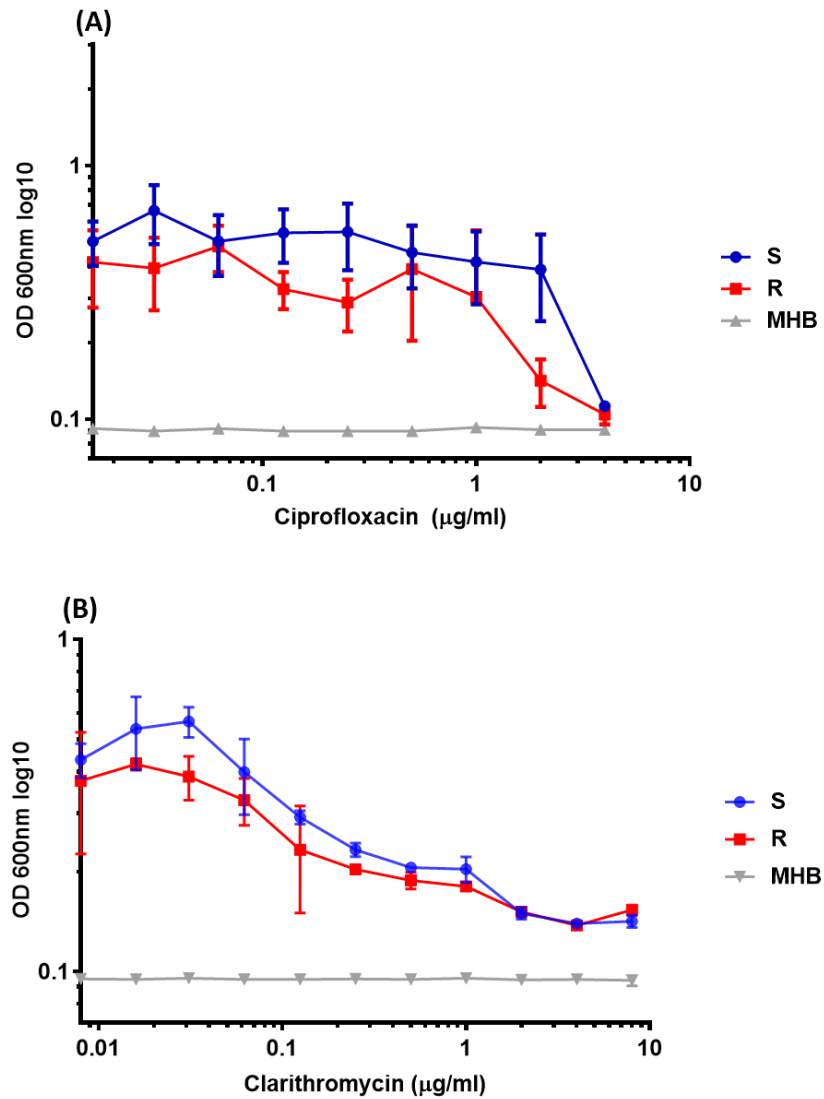 (A)
OD 600nm log10
1
0.1
0.1
1
10
Ciprofloxacin (μg/ml)
S
R
MHB
(B)
OD 600nm log10
1
0.1
0.01
0.1
1
10
Clarithromycin (μg/ml)
S
R
MHB